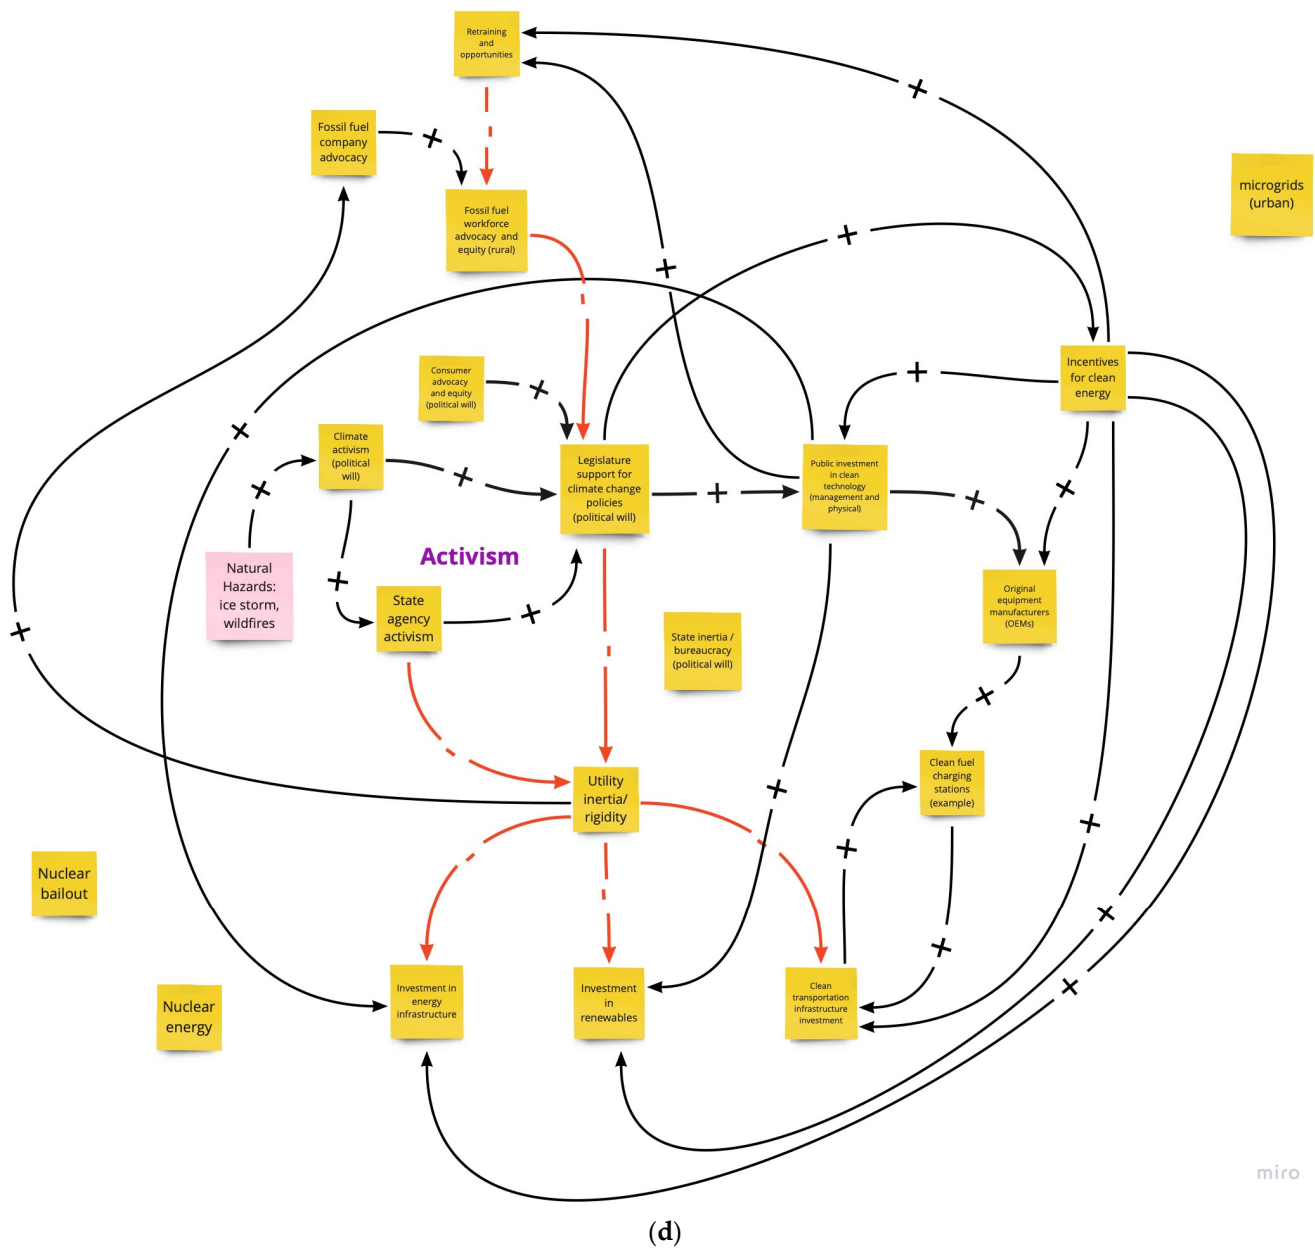 Retraining
and
opportunities
Fossil fuel
company
advocacy
microgrids
(urban)
Fossil fuel
workforce
advocacy and
equity (rural)
Incentives
for clean
energy
Consumer
advocacy
and equity
(political will)
Climate
activism
(political
will)
Legislature
support for
climate change
policies
(political will)
Public investment
in clean
technology
(management and
physical)
Activism
Natural
Hazards:
ice storm,
wildfires
State
agency
activism
Original
equipment
manufacturers
(OEMs)
State inertia /
bureaucracy
(political will)
Utility
inertia/
rigidity
Clean fuel
charging
stations
(example)
Nuclear
bailout
Nuclear
energy
Investment in
energy
infrastructure
Investment
in
renewables
Clean
transportation
infrastructure
investment
miro
(d)